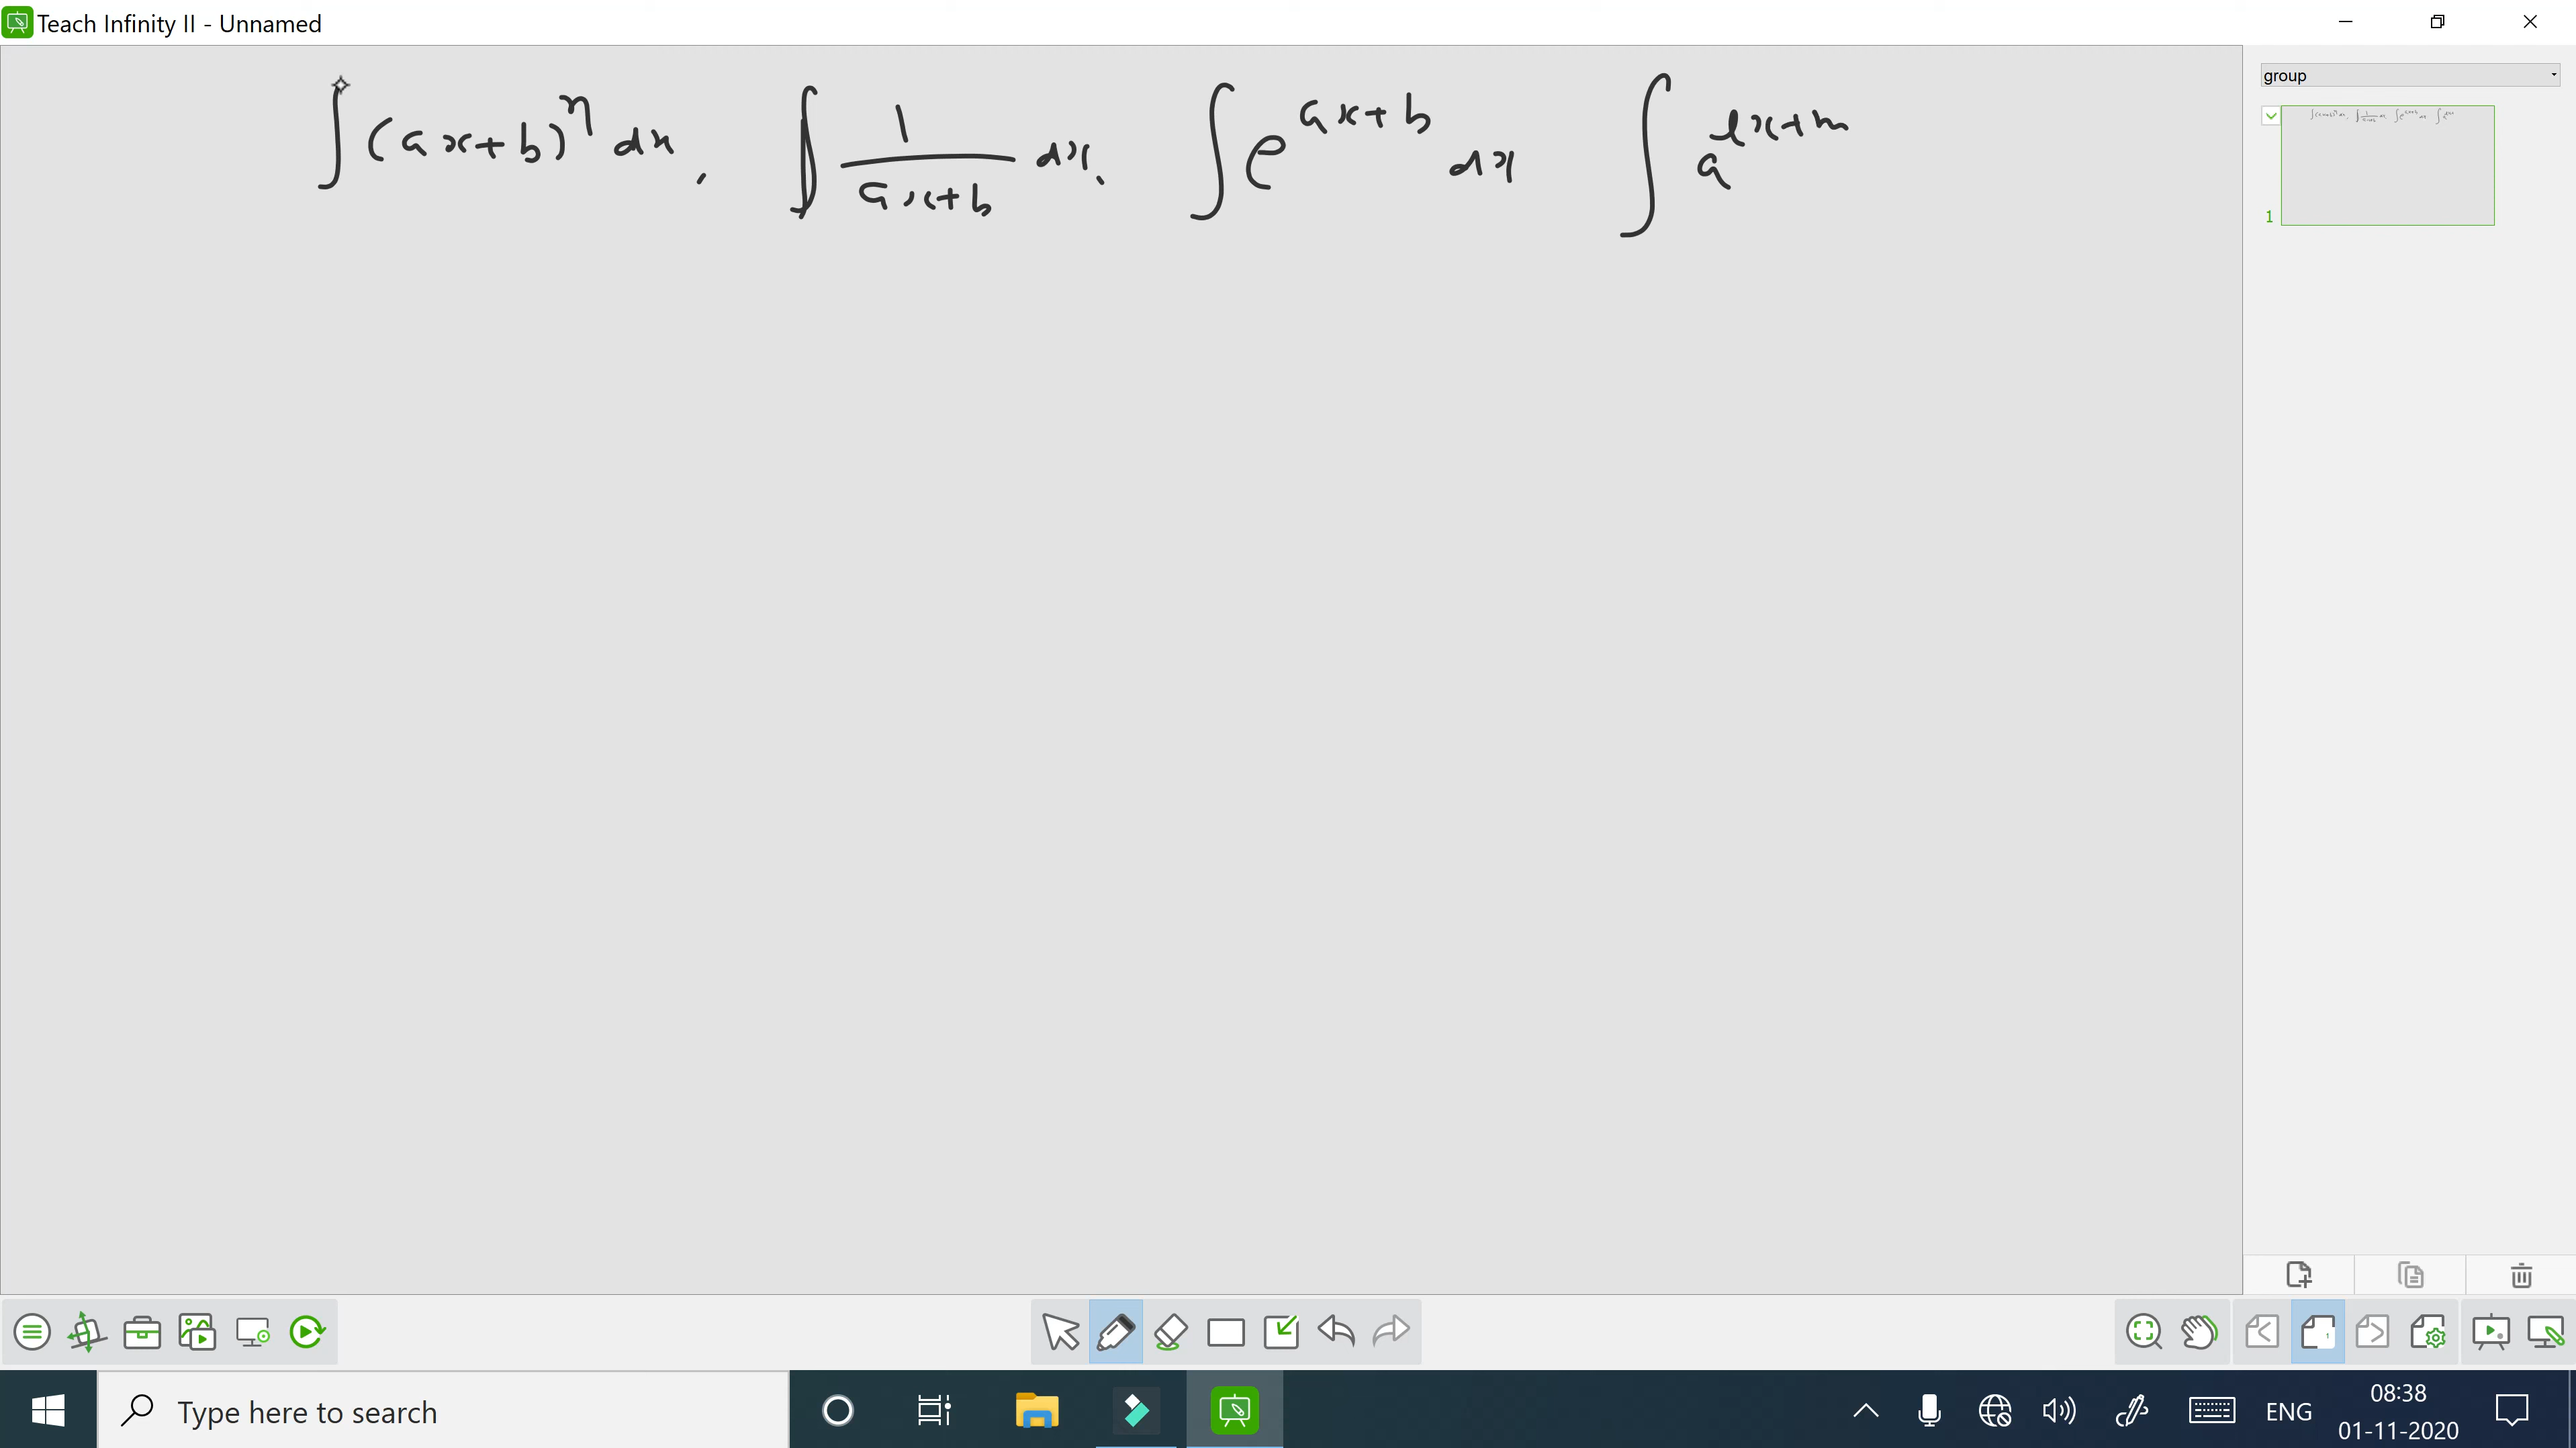 Teach Infinity II - Unnamed
∫(ax+b)^n dx, ∫ 1/(ax+b) dx, ∫e^(ax+b) dx ∫a^(lx+m)
group
1
Type here to search
ENG
08:38
01-11-2020